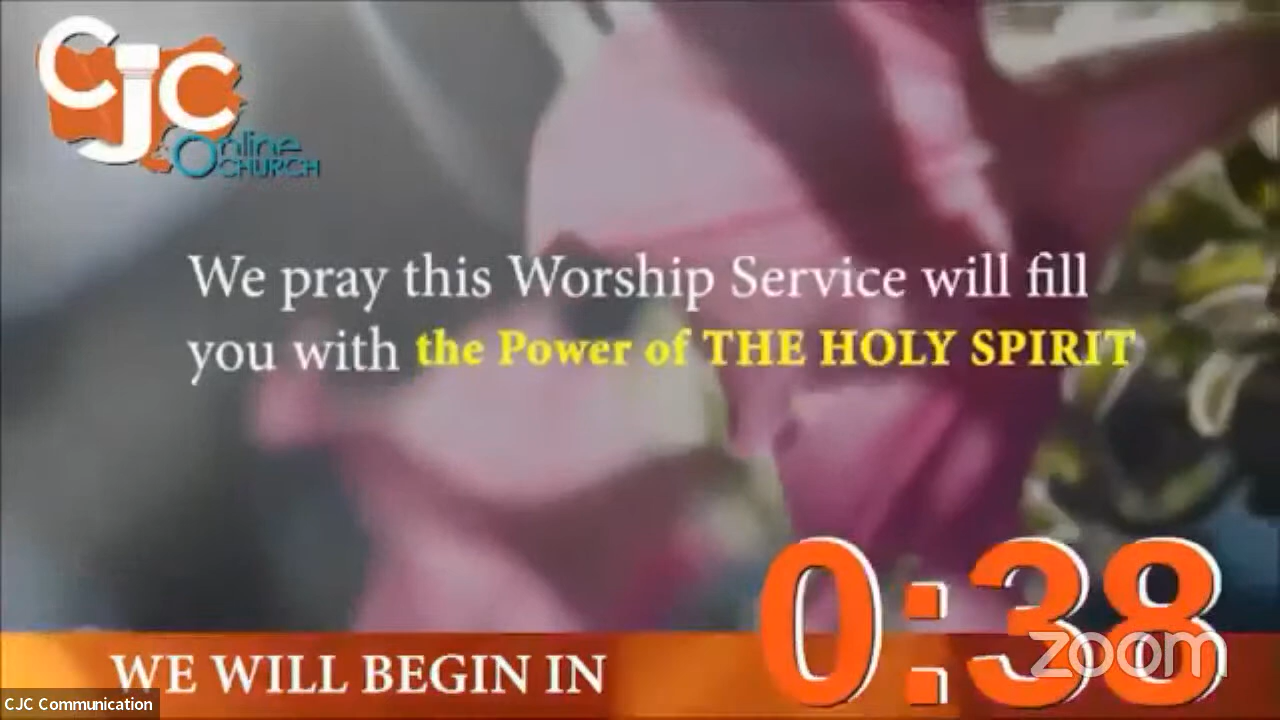 CJC
Online
CHURCH
We pray this Worship Service will fill
you with the Power of THE HOLY SPIRIT
0:38
WE WILL BEGIN IN
zoom
CJC Communication